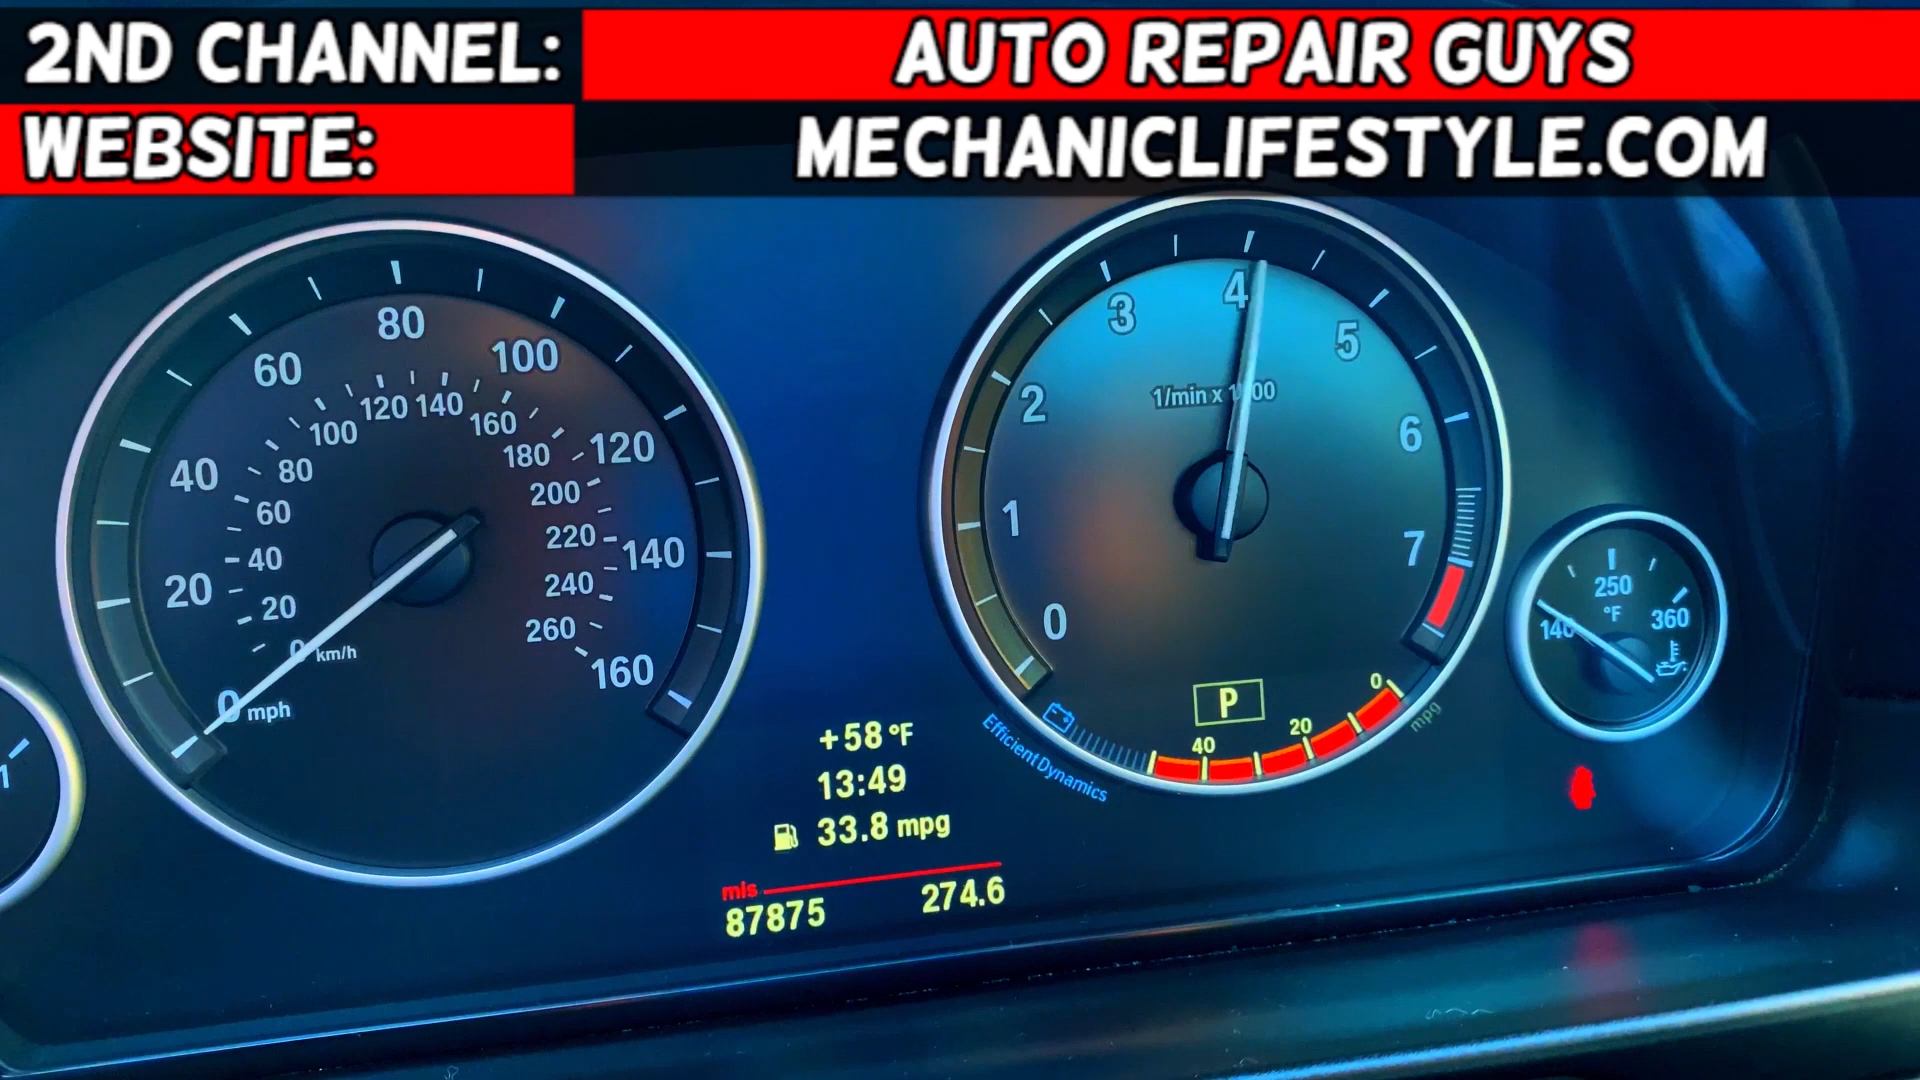 2ND CHANNEL: AUTO REPAIR GUYS
WEBSITE: MECHANICLIFESTYLE.COM
0 20 40 60 80 100 120 140 160
mph
0 20 40 60 80 100 120 140 160 180 200 220 240 260
km/h
0 1 2 3 4 5 6 7
1/min x
P
40 20 0
mpg
EfficientDynamics
140 250 360
°F
1
+58 °F
13:49
33.8 mpg
mls
87875 274.6